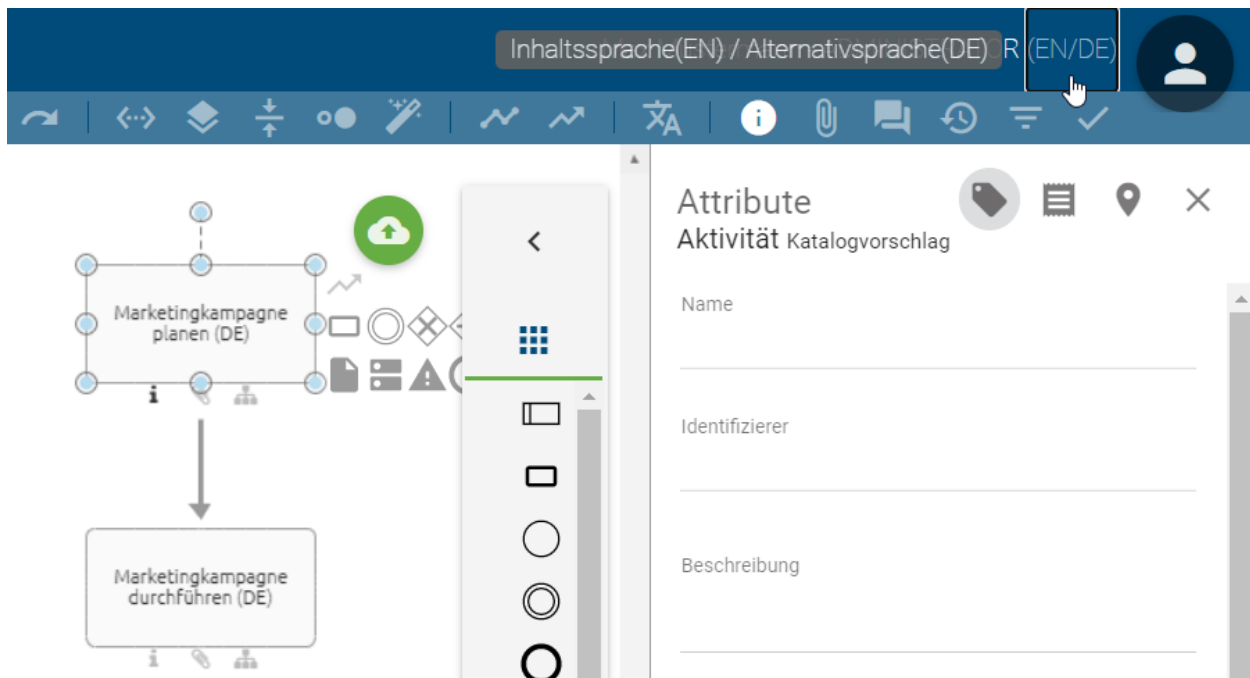 Inhaltssprache(EN) / Alternativsprache(DE)
R (EN/DE)
Attribute
Aktivität Katalogvorschlag
Name
Identifizierer
Beschreibung
Marketingkampagne
planen (DE)
Marketingkampagne
durchführen (DE)